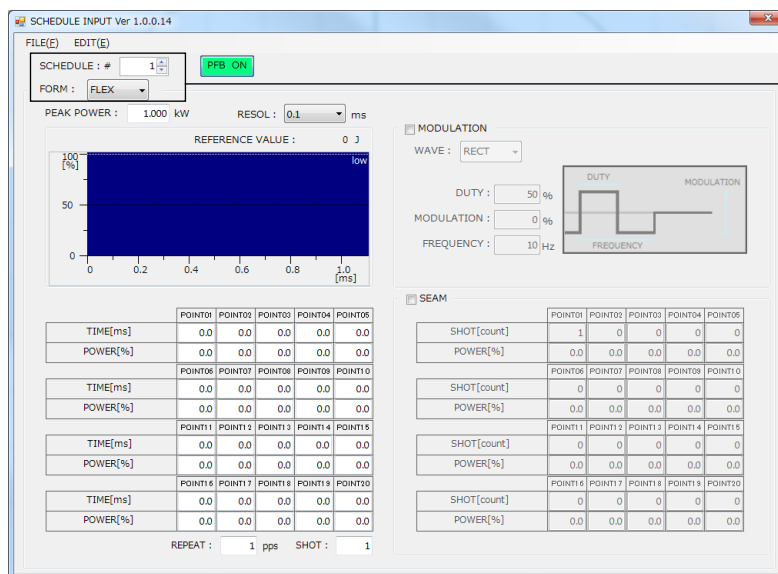 SCHEDULE INPUT Ver 1.0.0.14
FILE(F) EDIT(E)
SCHEDULE : # 1
PFB ON
FORM : FLEX
PEAK POWER : 1.000 kW RESOL : 0.1 ms
REFERENCE VALUE : 0 J
100
[%]
low
50
0
0 0.2 0.4 0.6 0.8 1.0
[ms]
MODULATION
WAVE : RECT
DUTY : 50 %
MODULATION : 0 %
FREQUENCY : 10 Hz
DUTY
MODULATION
FREQUENCY
POINT01 POINT02 POINT03 POINT04 POINT05
TIME[ms] 0.0 0.0 0.0 0.0 0.0
POWER[%] 0.0 0.0 0.0 0.0 0.0
POINT06 POINT07 POINT08 POINT09 POINT10
TIME[ms] 0.0 0.0 0.0 0.0 0.0
POWER[%] 0.0 0.0 0.0 0.0 0.0
POINT11 POINT12 POINT13 POINT14 POINT15
TIME[ms] 0.0 0.0 0.0 0.0 0.0
POWER[%] 0.0 0.0 0.0 0.0 0.0
POINT16 POINT17 POINT18 POINT19 POINT20
TIME[ms] 0.0 0.0 0.0 0.0 0.0
POWER[%] 0.0 0.0 0.0 0.0 0.0
REPEAT : 1 pps SHOT : 1
SEAM
POINT01 POINT02 POINT03 POINT04 POINT05
SHOT[count] 1 0 0 0 0
POWER[%] 0.0 0.0 0.0 0.0 0.0
POINT06 POINT07 POINT08 POINT09 POINT10
SHOT[count] 0 0 0 0 0
POWER[%] 0.0 0.0 0.0 0.0 0.0
POINT11 POINT12 POINT13 POINT14 POINT15
SHOT[count] 0 0 0 0 0
POWER[%] 0.0 0.0 0.0 0.0 0.0
POINT16 POINT17 POINT18 POINT19 POINT20
SHOT[count] 0 0 0 0 0
POWER[%] 0.0 0.0 0.0 0.0 0.0